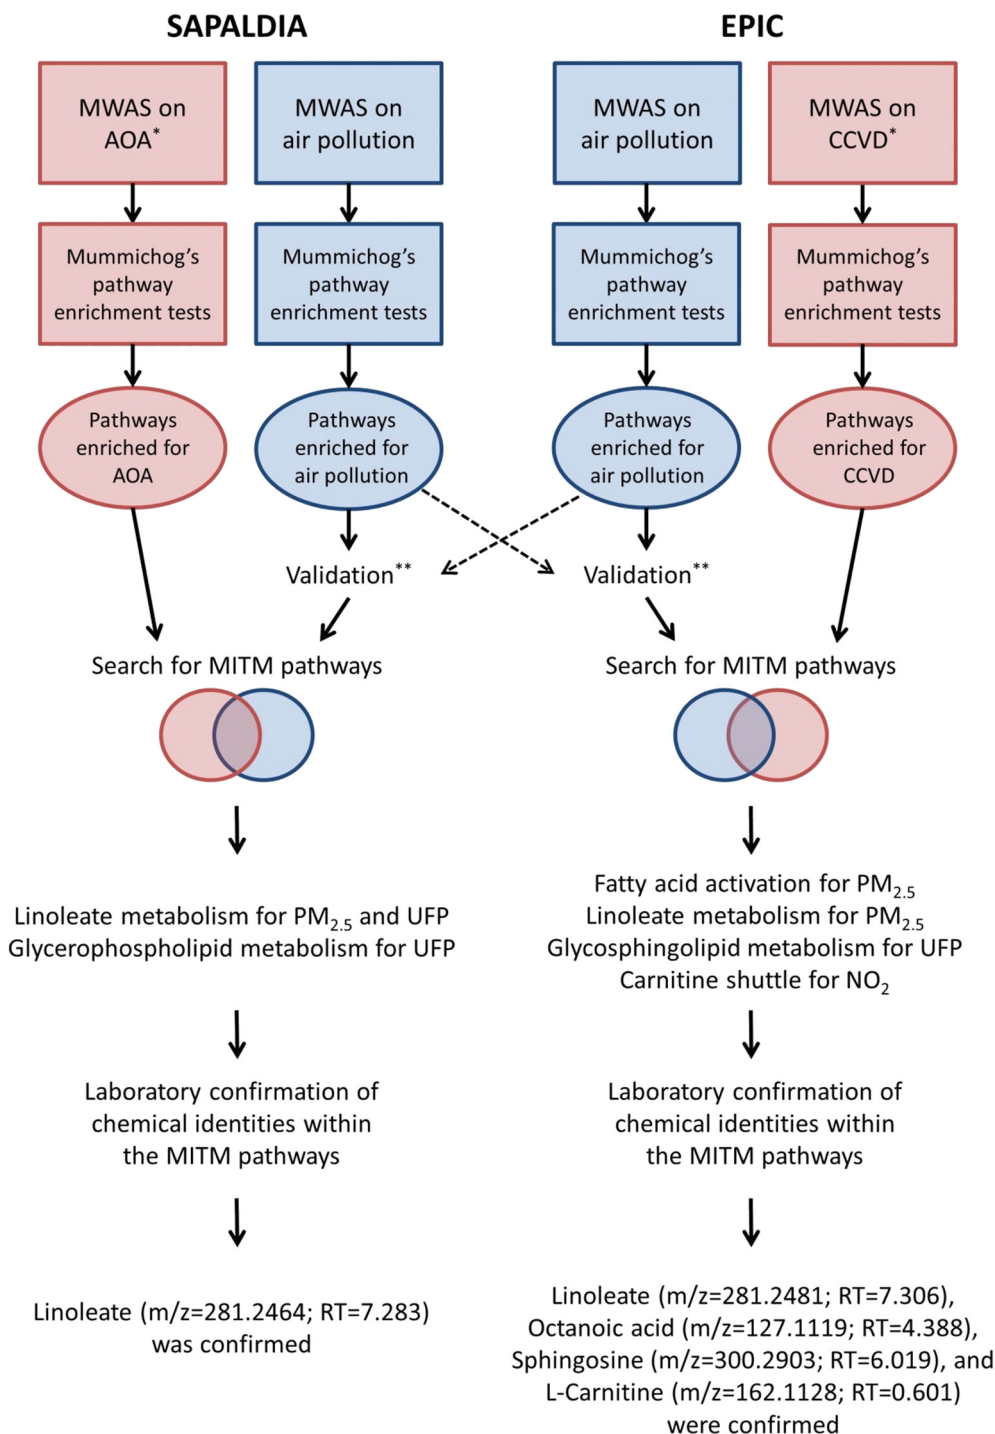 SAPALDIA
EPIC
MWAS on
AOA*
MWAS on
air pollution
MWAS on
air pollution
MWAS on
CCVD*
Mummichog's
pathway
enrichment tests
Mummichog's
pathway
enrichment tests
Mummichog's
pathway
enrichment tests
Mummichog's
pathway
enrichment tests
Pathways
enriched for
AOA
Pathways
enriched for
air pollution
Pathways
enriched for
air pollution
Pathways
enriched for
CCVD
Validation**
Validation**
Search for MITM pathways
Search for MITM pathways
Linoleate metabolism for PM2.5 and UFP
Glycerophospholipid metabolism for UFP
Fatty acid activation for PM2.5
Linoleate metabolism for PM2.5
Glycosphingolipid metabolism for UFP
Carnitine shuttle for NO2
Laboratory confirmation of
chemical identities within
the MITM pathways
Laboratory confirmation of
chemical identities within
the MITM pathways
Linoleate (m/z=281.2464; RT=7.283)
was confirmed
Linoleate (m/z=281.2481; RT=7.306),
Octanoic acid (m/z=127.1119; RT=4.388),
Sphingosine (m/z=300.2903; RT=6.019), and
L-Carnitine (m/z=162.1128; RT=0.601)
were confirmed